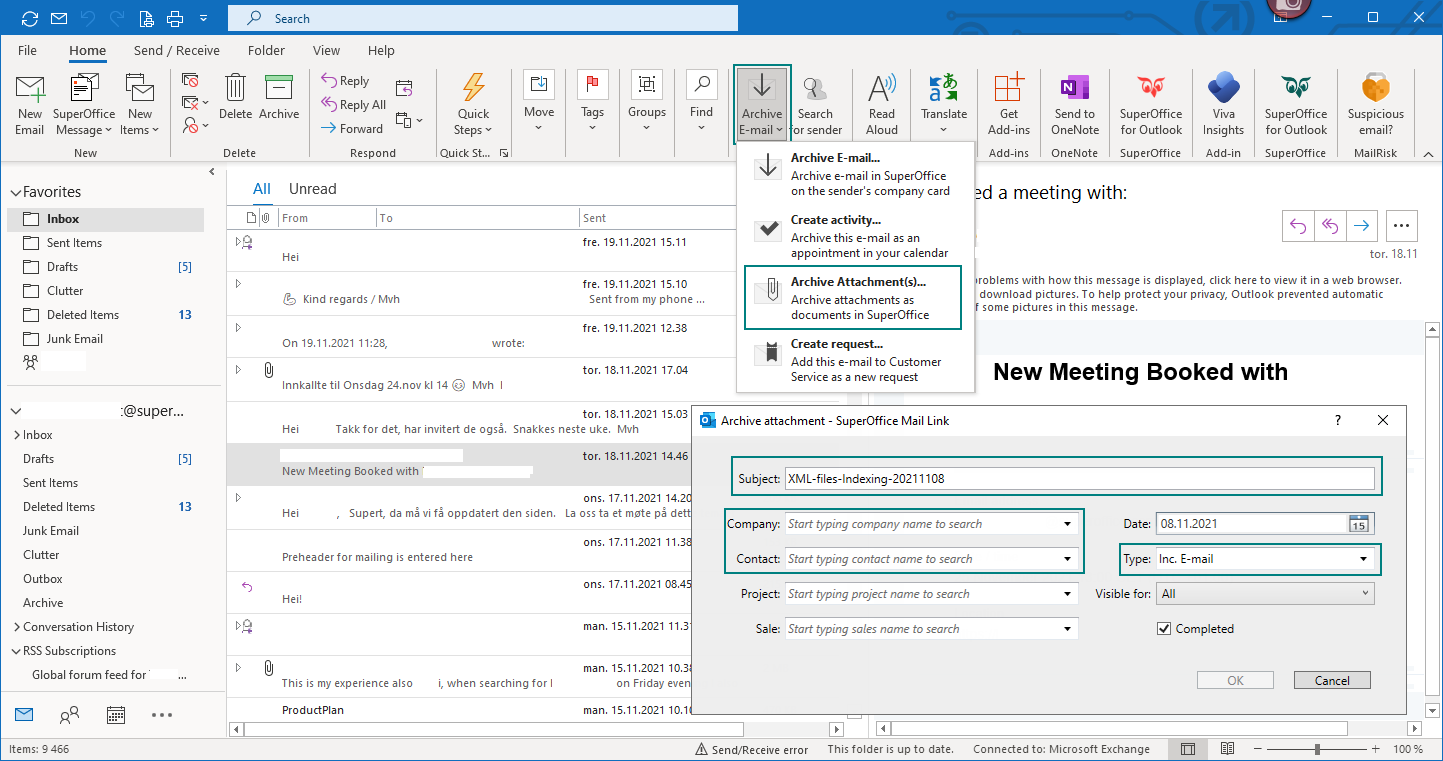 Search
File Home Send / Receive Folder View Help
New Email
SuperOffice Message
New Items
New
Delete
Archive
Delete
Reply
Reply All
Forward
Respond
Quick Steps
Quick St...
Move
Tags
Groups
Find
Archive E-mail
Search for sender
Read Aloud
Translate
Get Add-ins
Add-ins
Send to OneNote
OneNote
SuperOffice for Outlook
SuperOffice
Viva Insights
Add-in
SuperOffice for Outlook
SuperOffice
Suspicious email?
MailRisk
Archive E-mail...
Archive e-mail in SuperOffice
on the sender's company card
Create activity...
Archive this e-mail as an
appointment in your calendar
Archive Attachment(s)...
Archive attachments as
documents in SuperOffice
Create request...
Add this e-mail to Customer
Service as a new request
Favorites
Inbox
Sent Items
Drafts [5]
Clutter
Deleted Items 13
Junk Email
:@super...
Inbox
Drafts [5]
Sent Items
Deleted Items 13
Junk Email
Clutter
Outbox
Archive
Conversation History
RSS Subscriptions
Global forum feed for ...
All Unread
From To Sent
fre. 19.11.2021 15.11
Hei
fre. 19.11.2021 15.10
Kind regards / Mvh Sent from my phone ...
fre. 19.11.2021 12.38
On 19.11.2021 11:28, wrote:
tor. 18.11.2021 17.04
Innkallte til Onsdag 24.nov kl 14 Mvh I
tor. 18.11.2021 15.03
Hei Takk for det, har invitert de også. Snakkes neste uke. Mvh
tor. 18.11.2021 14.46
New Meeting Booked with
ons. 17.11.2021 14.20
Hei , Supert, da må vi få oppdatert den siden. La oss ta et møte på dett
ons. 17.11.2021 11.38
Preheader for mailing is entered here
ons. 17.11.2021 08.45
Hei!
man. 15.11.2021 11.31
man. 15.11.2021 10.38
This is my experience also i, when searching for I on Friday even
ProductPlan man. 15.11.2021 10.10
ed a meeting with:
tor. 18.11
roblems with how this message is displayed, click here to view it in a web browser.
download pictures. To help protect your privacy, Outlook prevented automatic
f some pictures in this message.
New Meeting Booked with
Archive attachment - SuperOffice Mail Link ?
Subject: XML-files-Indexing-20211108
Company: Start typing company name to search Date: 08.11.2021 15
Contact: Start typing contact name to search Type: Inc. E-mail
Project: Start typing project name to search Visible for: All
Sale: Start typing sales name to search Completed
OK Cancel
Items: 9 466 Send/Receive error This folder is up to date. Connected to: Microsoft Exchange 100 %